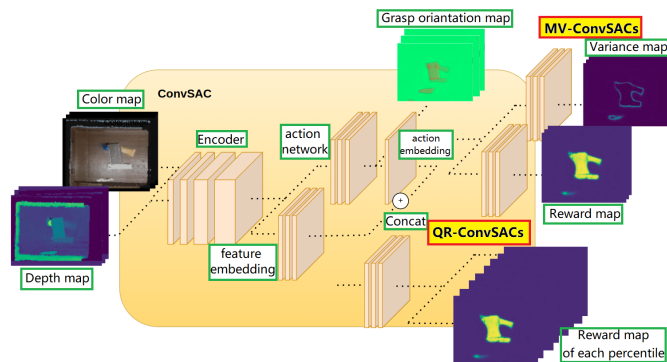 Grasp oriantation map
MV-ConvSACs
Variance map
ConvSAC
Color map
Encoder
action
network
action
embedding
Reward map
Concat
QR-ConvSACs
feature
embedding
Depth map
Reward map
of each percentile
+